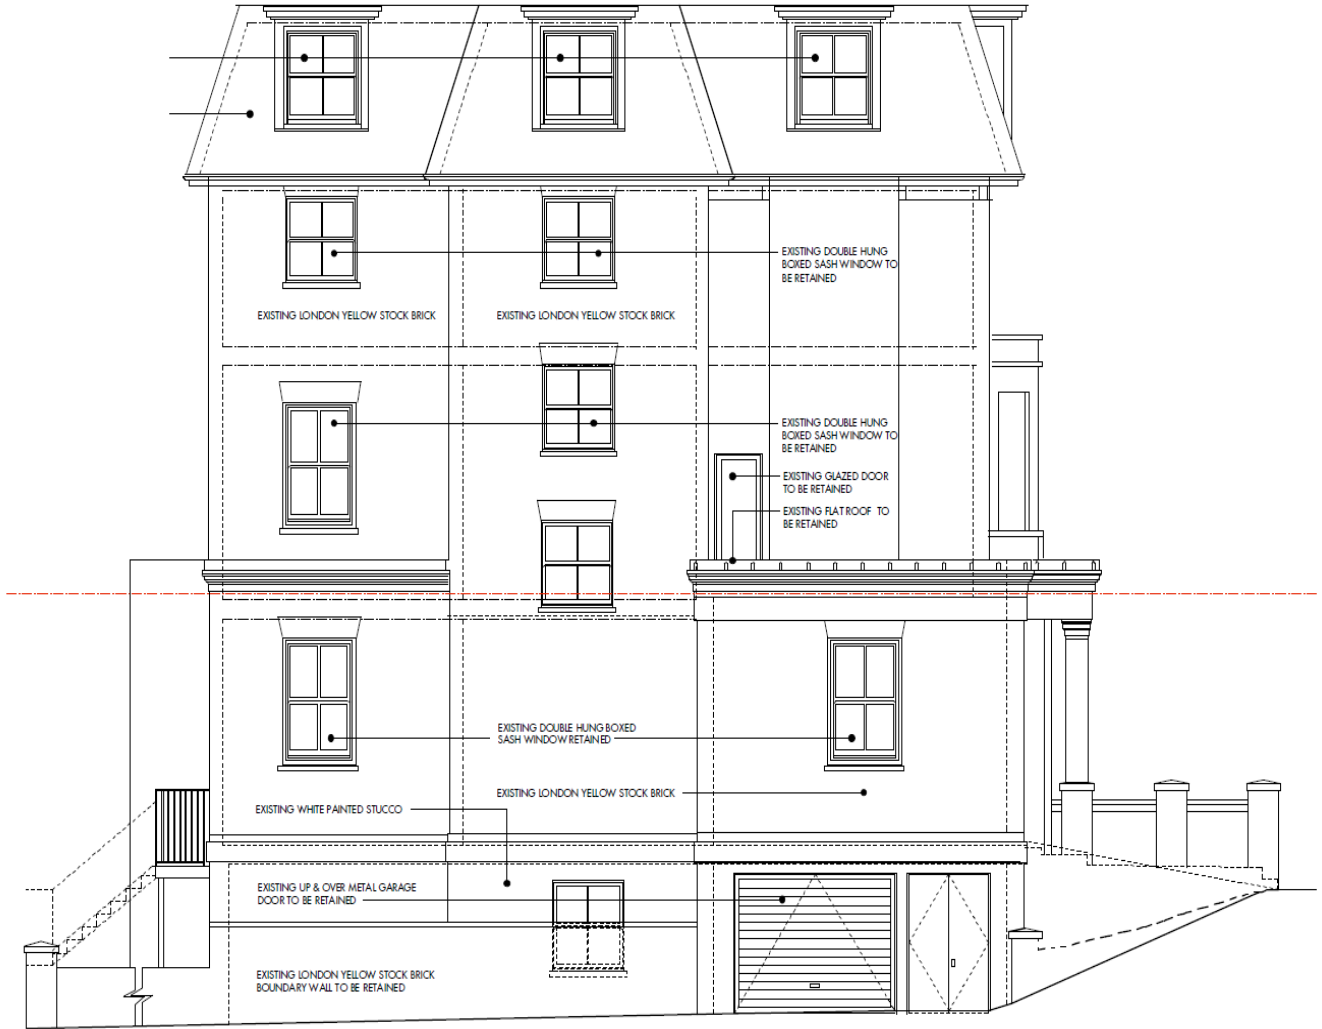 EXISTING DOUBLE HUNG
BOXED SASH WINDOW TO
BE RETAINED
EXISTING LONDON YELLOW STOCK BRICK
EXISTING LONDON YELLOW STOCK BRICK
EXISTING DOUBLE HUNG
BOXED SASH WINDOW TO
BE RETAINED
EXISTING GLAZED DOOR
TO BE RETAINED
EXISTING FLAT ROOF TO
BE RETAINED
EXISTING DOUBLE HUNG BOXED
SASH WINDOW RETAINED
EXISTING LONDON YELLOW STOCK BRICK
EXISTING WHITE PAINTED STUCCO
EXISTING UP & OVER METAL GARAGE
DOOR TO BE RETAINED
EXISTING LONDON YELLOW STOCK BRICK
BOUNDARY WALL TO BE RETAINED